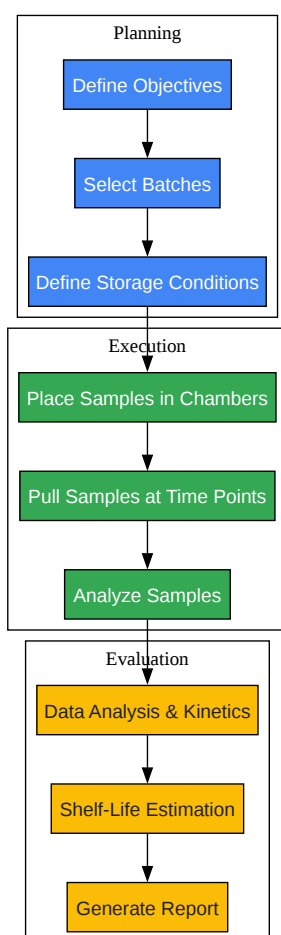 Planning
Define Objectives
Select Batches
Define Storage Conditions
Execution
Place Samples in Chambers
Pull Samples at Time Points
Analyze Samples
Evaluation
Data Analysis & Kinetics
Shelf-Life Estimation
Generate Report